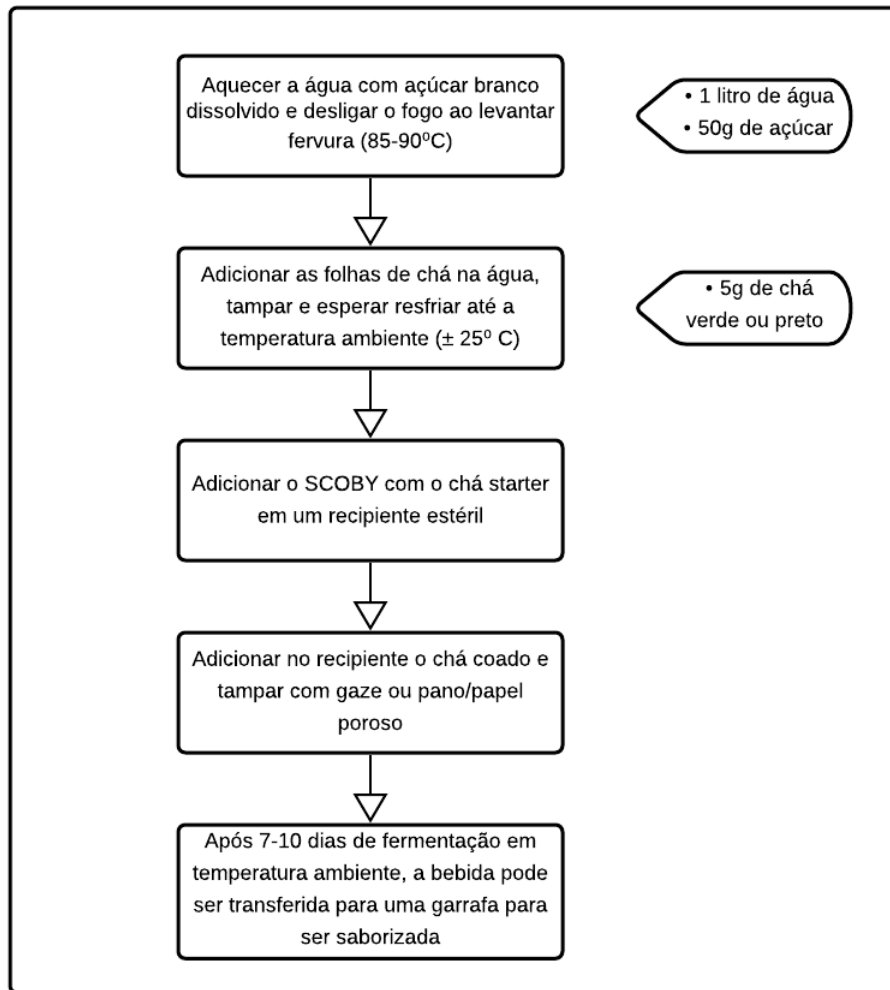 Aquecer a água com açúcar branco
dissolvido e desligar o fogo ao levantar
fervura (85-90⁰C)
• 1 litro de água
• 50g de açúcar
Adicionar as folhas de chá na água,
tampar e esperar resfriar até a
temperatura ambiente (± 25⁰ C)
• 5g de chá
verde ou preto
Adicionar o SCOBY com o chá starter
em um recipiente estéril
Adicionar no recipiente o chá coado e
tampar com gaze ou pano/papel
poroso
Após 7-10 dias de fermentação em
temperatura ambiente, a bebida pode
ser transferida para uma garrafa para
ser saborizada